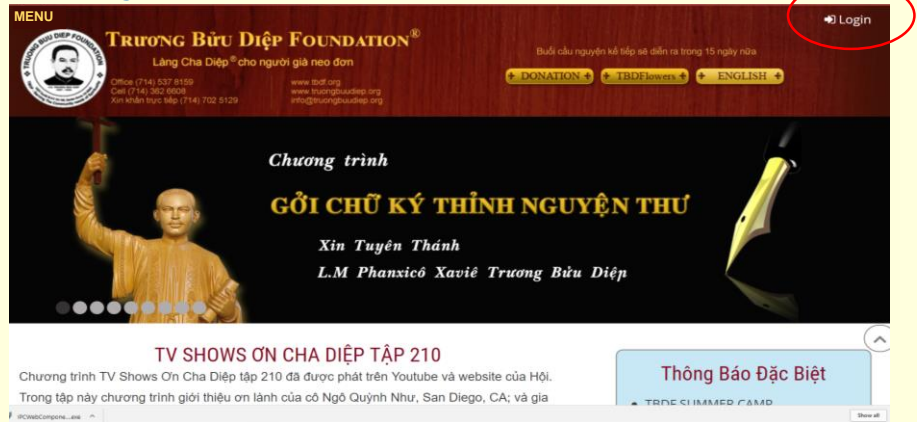 MENU
Login
TRƯƠNG BỬU DIỆP FOUNDATION®
Làng Cha Diệp® cho người già neo đơn
Office (714) 537 8159
Cell (714) 362 6608
Xin khấn trực tiếp (714) 702 5129
www.tbdf.org
www.truongbuudiep.org
info@truongbuudiep.org
Buổi cầu nguyện kế tiếp sẽ diễn ra trong 15 ngày nữa
DONATION
TBDFlowers
ENGLISH
Chương trình
GỞI CHỮ KÝ THỈNH NGUYỆN THƯ
Xin Tuyên Thánh
L.M Phanxicô Xaviê Trương Bửu Diệp
TV SHOWS ƠN CHA DIỆP TẬP 210
Chương trình TV Shows Ơn Cha Diệp tập 210 đã được phát trên Youtube và website của Hội.
Trong tập này chương trình giới thiệu ơn lành của cô Ngô Quỳnh Như, San Diego, CA; và gia
Thông Báo Đặc Biệt
TBDF SUMMER CAMP
IPCWebCompone....exe
Show all